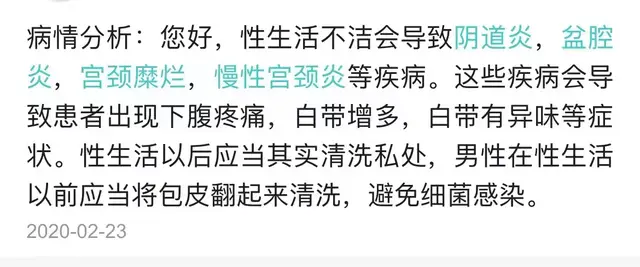 病情分析：您好，性生活不洁会导致阴道炎，盆腔
炎，宫颈糜烂，慢性宫颈炎等疾病。这些疾病会导
致患者出现下腹疼痛，白带增多，白带有异味等症
状。性生活以后应当其实清洗私处，男性在性生活
以前应当将包皮翻起来清洗，避免细菌感染。
2020-02-23